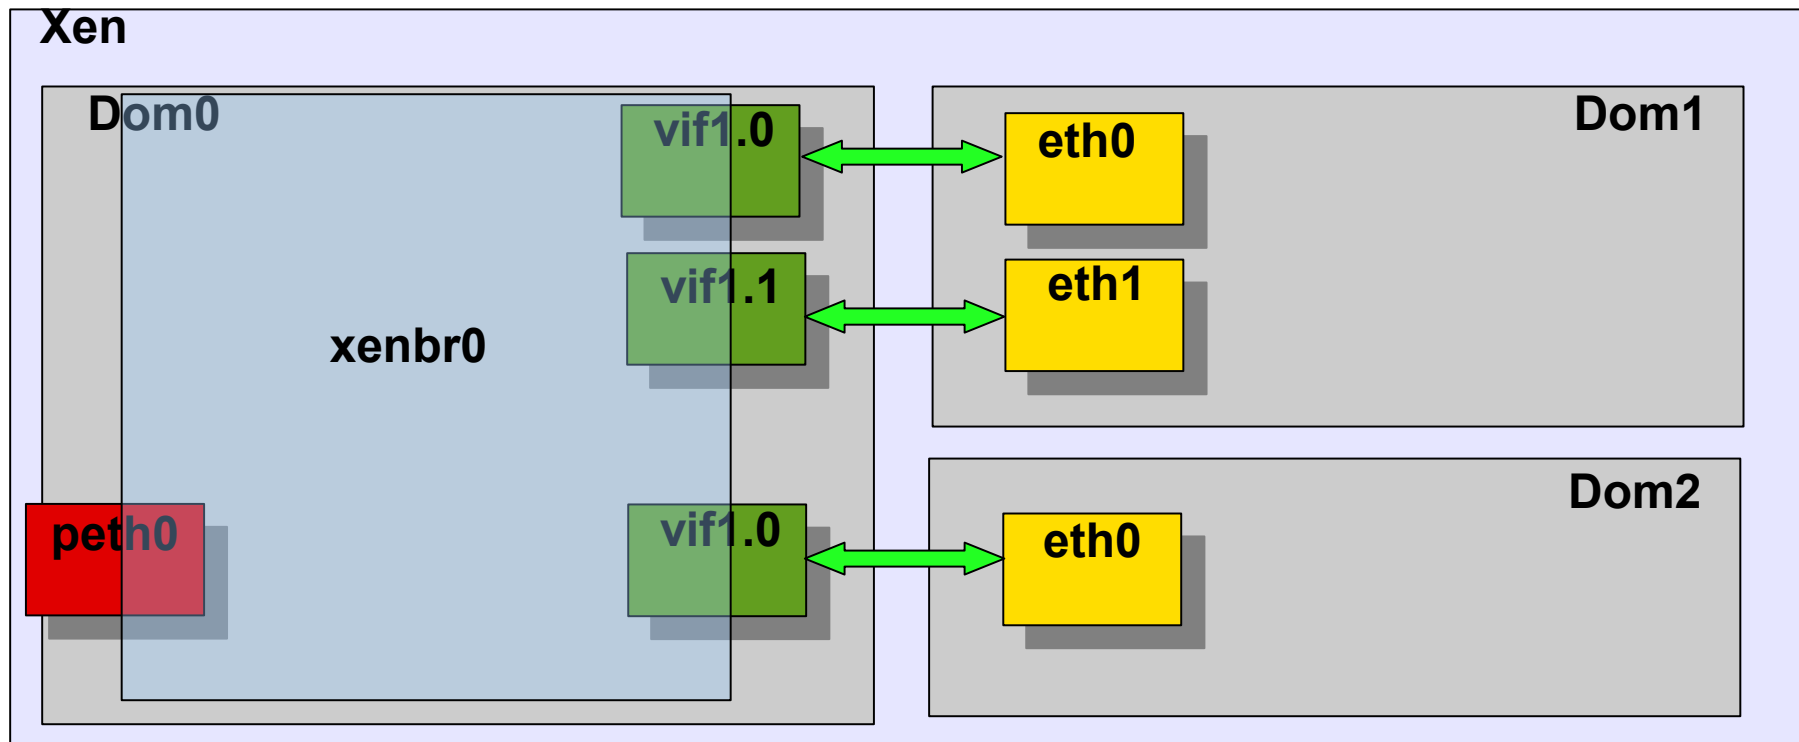 Xen
Dom0
vif1.0
eth0
Dom1
vif1.1
eth1
xenbr0
Dom2
peth0
vif1.0
eth0